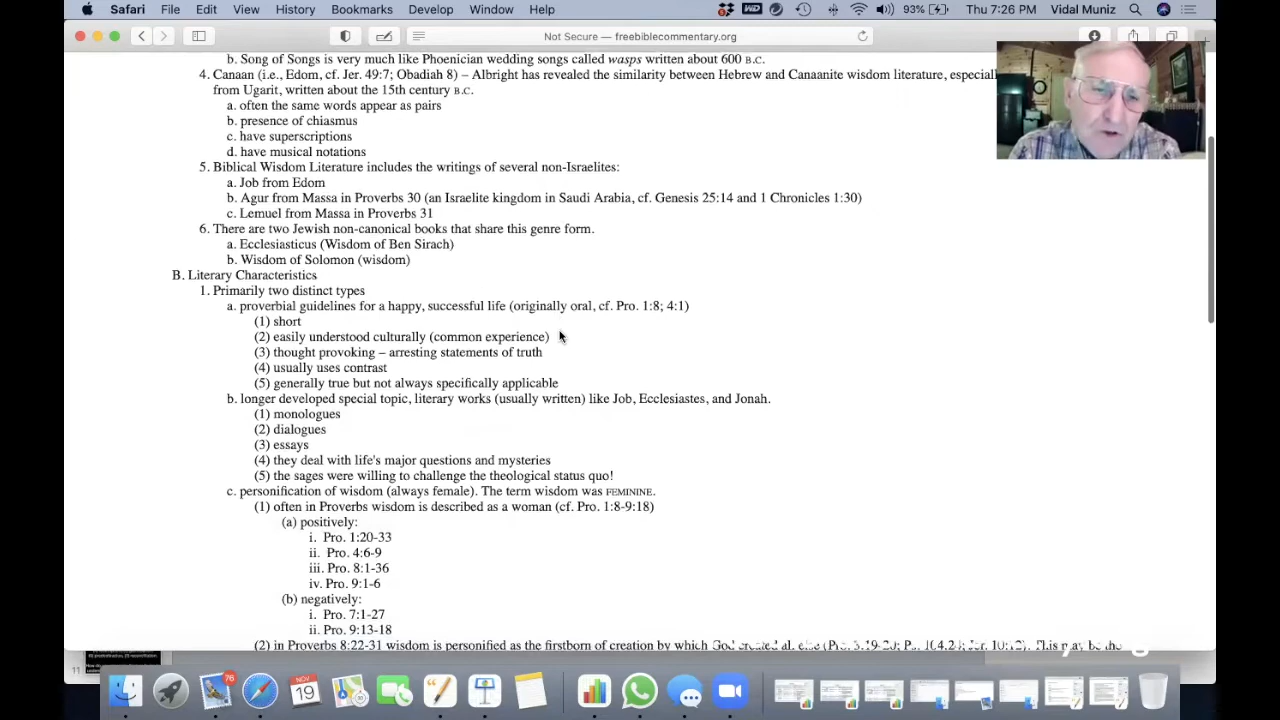 Safari File Edit View History Bookmarks Develop Window Help
93% Thu 7:26 PM Vidal Muniz
Not Secure — freebiblecommentary.org
b. Song of Songs is very much like Phoenician wedding songs called wasps written about 600 B.C.
4. Canaan (i.e., Edom, cf. Jer. 49:7; Obadiah 8) – Albright has revealed the similarity between Hebrew and Canaanite wisdom literature,
from Ugarit, written about the 15th century B.C.
a. often the same words appear as pairs
b. presence of chiasmus
c. have superscriptions
d. have musical notations
5. Biblical Wisdom Literature includes the writings of several non-Israelites:
a. Job from Edom
b. Agur from Massa in Proverbs 30 (an Israelite kingdom in Saudi Arabia, cf. Genesis 25:14 and 1 Chronicles 1:30)
c. Lemuel from Massa in Proverbs 31
6. There are two Jewish non-canonical books that share this genre form.
a. Ecclesiasticus (Wisdom of Ben Sirach)
b. Wisdom of Solomon (wisdom)
B. Literary Characteristics
1. Primarily two distinct types
a. proverbial guidelines for a happy, successful life (originally oral, cf. Pro. 1:8; 4:1)
(1) short
(2) easily understood culturally (common experience)
(3) thought provoking – arresting statements of truth
(4) usually uses contrast
(5) generally true but not always specifically applicable
b. longer developed special topic, literary works (usually written) like Job, Ecclesiastes, and Jonah.
(1) monologues
(2) dialogues
(3) essays
(4) they deal with life's major questions and mysteries
(5) the sages were willing to challenge the theological status quo!
c. personification of wisdom (always female). The term wisdom was FEMININE.
(1) often in Proverbs wisdom is described as a woman (cf. Pro. 1:8-9:18)
(a) positively:
i. Pro. 1:20-33
ii. Pro. 4:6-9
iii. Pro. 8:1-36
iv. Pro. 9:1-6
(b) negatively:
i. Pro. 7:1-27
ii. Pro. 9:13-18
(2) in Proverbs 8:22-31 wisdom is personified as the firstborn of creation by which God created all else
11
76
NOV
19